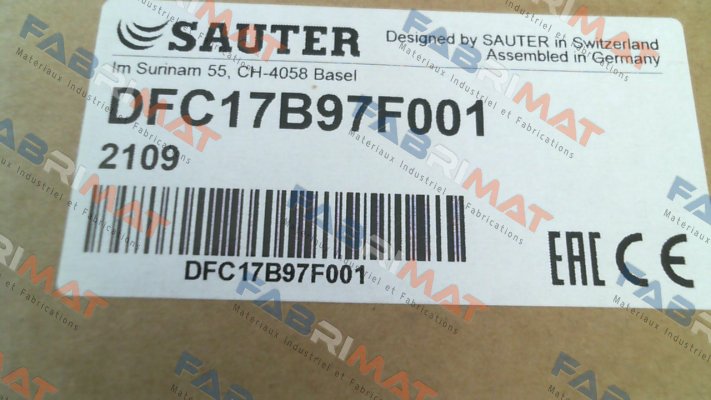 SAUTER
Designed by SAUTER in Switzerland
Assembled in Germany
Im Surinam 55, CH-4058 Basel
DFC17B97F001
2109
DFC17B97F001
EAC CE
FABRIMAT
Materiaux Industriel et Fabrications